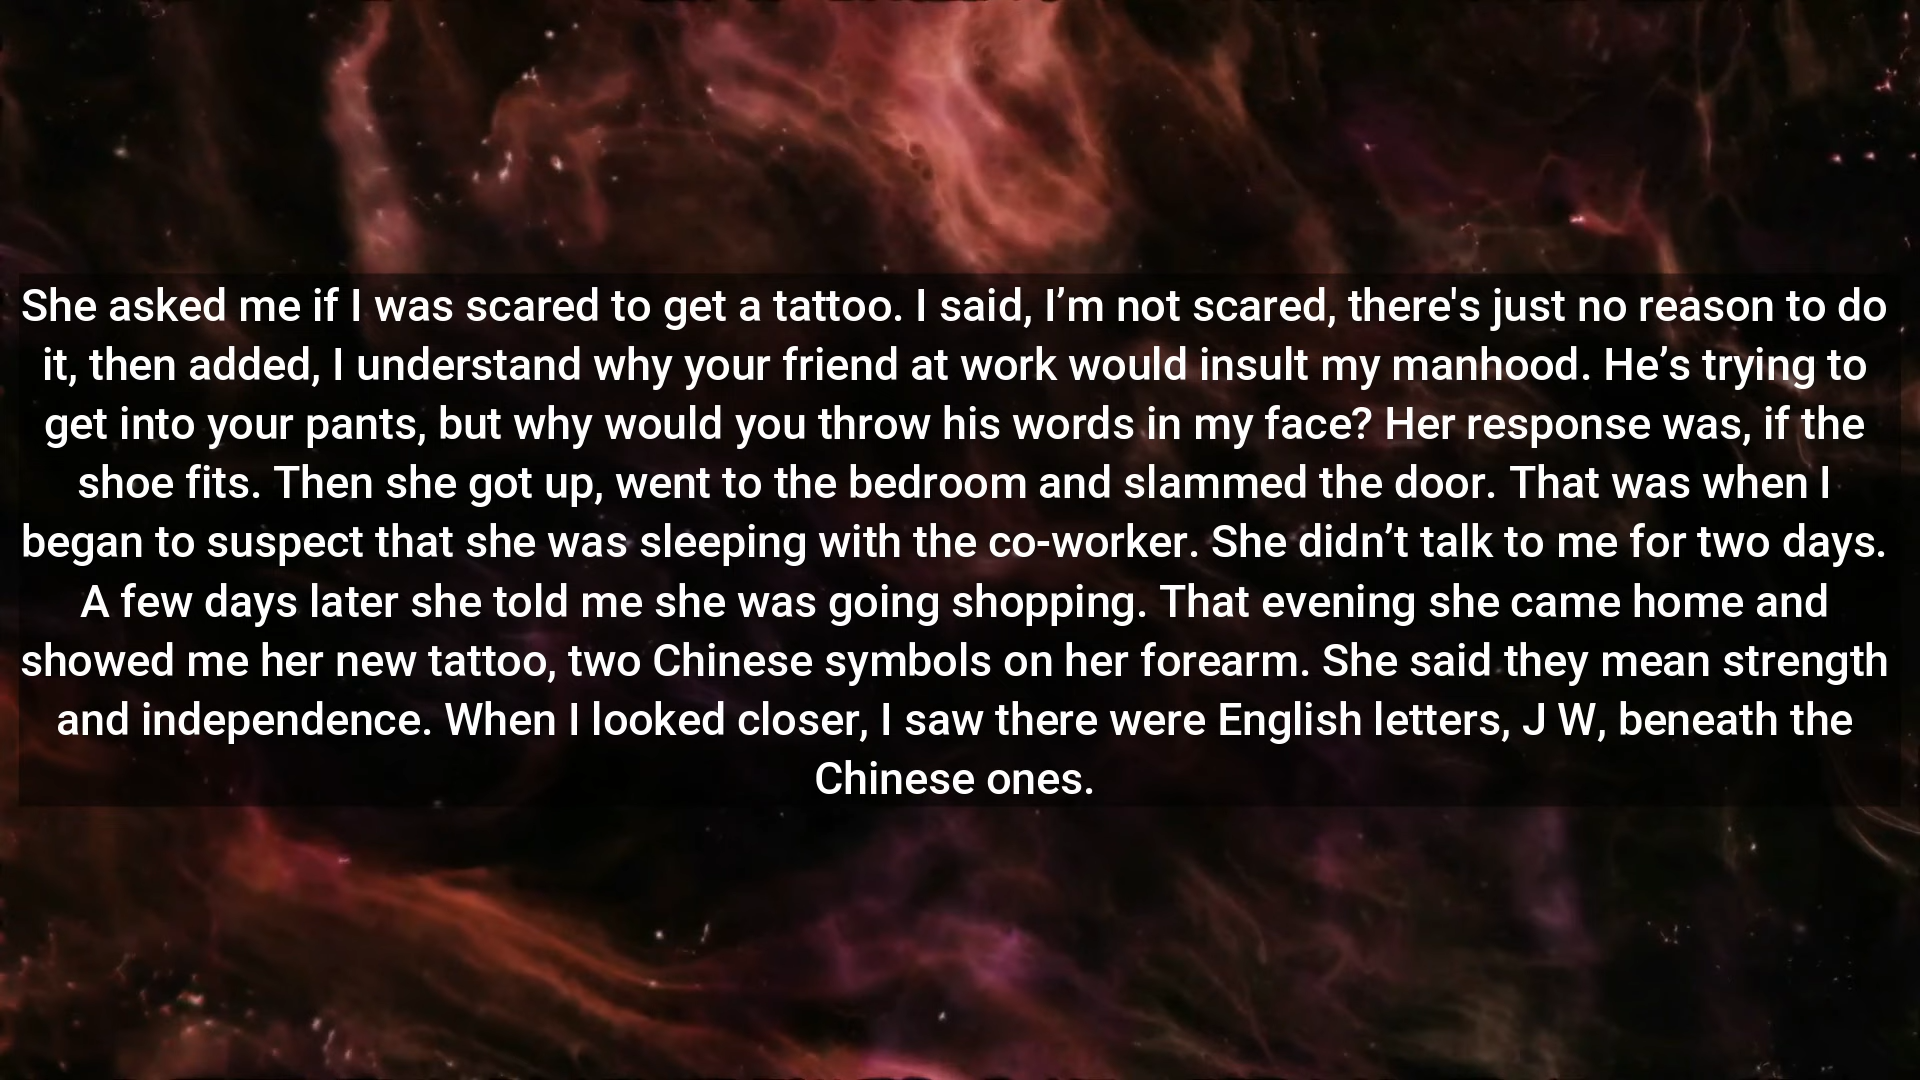 She asked me if I was scared to get a tattoo. I said, I’m not scared, there's just no reason to do
it, then added, I understand why your friend at work would insult my manhood. He’s trying to
get into your pants, but why would you throw his words in my face? Her response was, if the
shoe fits. Then she got up, went to the bedroom and slammed the door. That was when I
began to suspect that she was sleeping with the co-worker. She didn’t talk to me for two days.
A few days later she told me she was going shopping. That evening she came home and
showed me her new tattoo, two Chinese symbols on her forearm. She said they mean strength
and independence. When I looked closer, I saw there were English letters, J W, beneath the
Chinese ones.